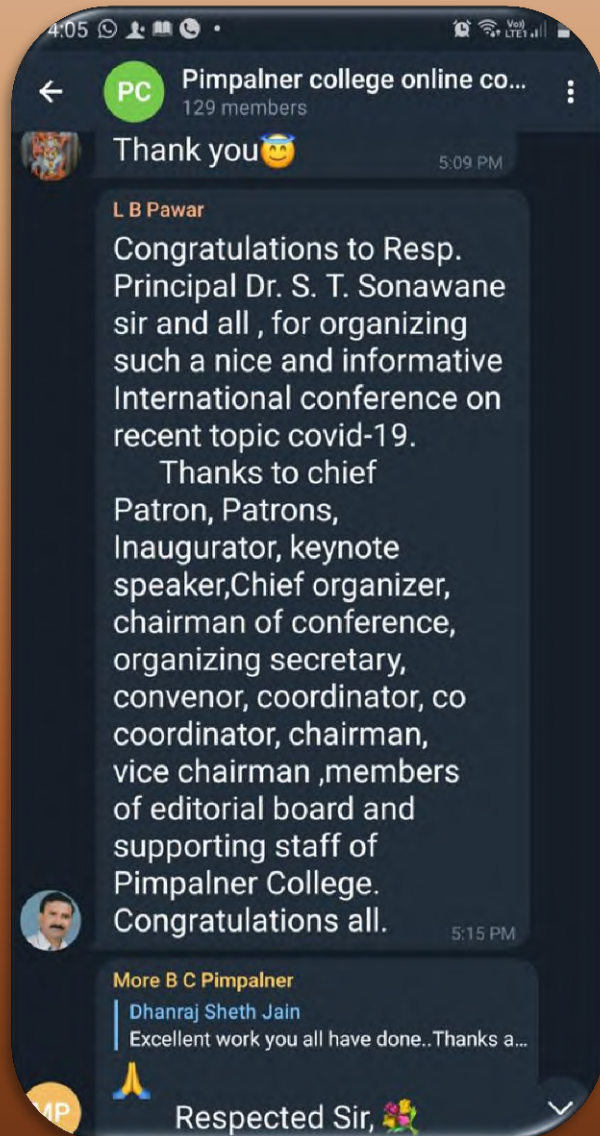 4:05
Vo)
LTE1
PC
Pimpalner college online co...
129 members
Thank you😇
5:09 PM
L B Pawar
Congratulations to Resp.
Principal Dr. S. T. Sonawane
sir and all , for organizing
such a nice and informative
International conference on
recent topic covid-19.
Thanks to chief
Patron, Patrons,
Inaugurator, keynote
speaker,Chief organizer,
chairman of conference,
organizing secretary,
convenor, coordinator, co
coordinator, chairman,
vice chairman ,members
of editorial board and
supporting staff of
Pimpalner College.
Congratulations all.
5:15 PM
More B C Pimpalner
Dhanraj Sheth Jain
Excellent work you all have done..Thanks a...
🙏
MP
Respected Sir, 💐